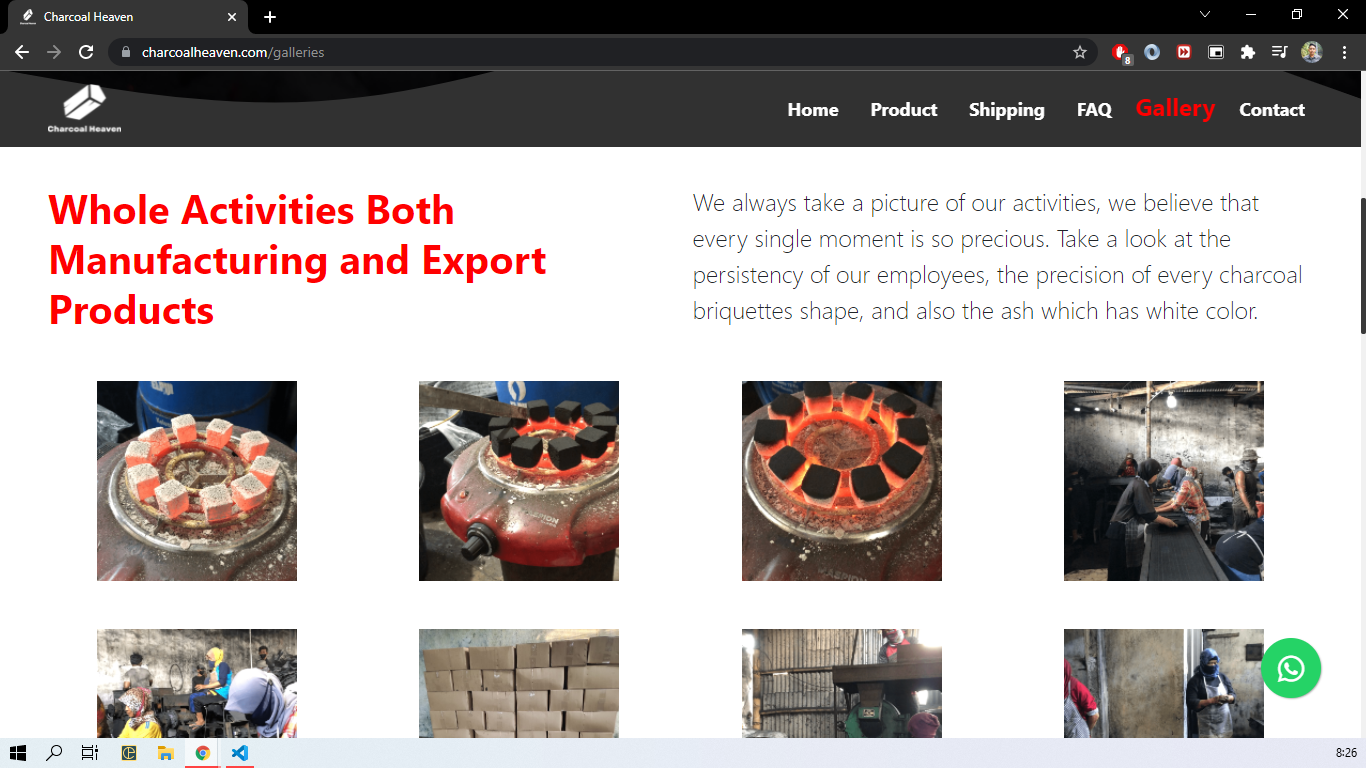 Charcoal Heaven
charcoalheaven.com/galleries
8
Charcoal Heaven
Home
Product
Shipping
FAQ
Gallery
Contact
Whole Activities Both
Manufacturing and Export
Products
We always take a picture of our activities, we believe that
every single moment is so precious. Take a look at the
persistency of our employees, the precision of every charcoal
briquettes shape, and also the ash which has white color.
8:26